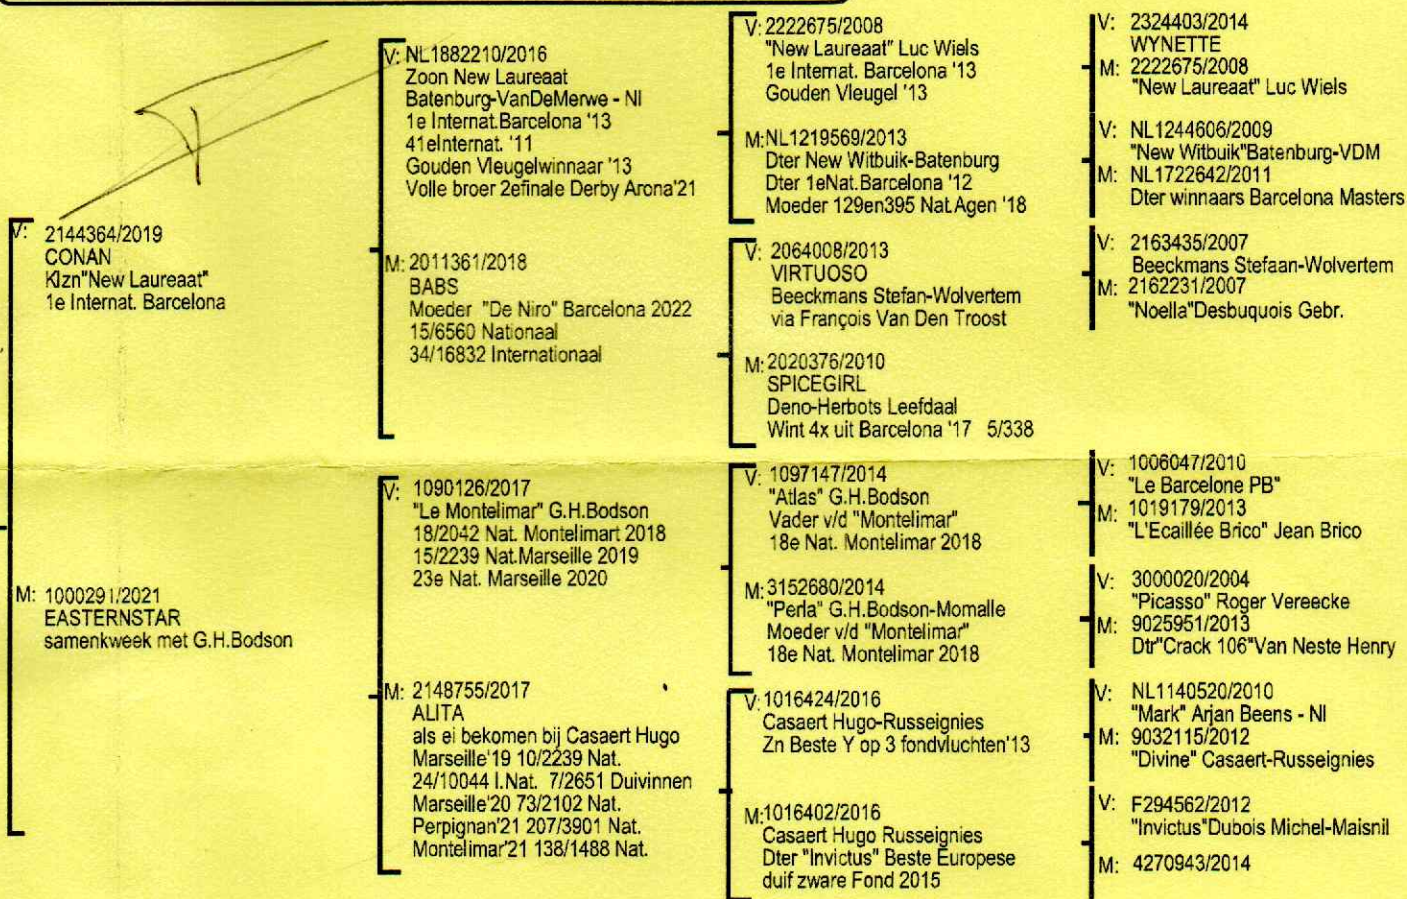 V: 2144364/2019
CONAN
Klzn"New Laureaat"
1e Internat. Barcelona
M: 1000291/2021
EASTERNSTAR
samenkweek met G.H.Bodson
V: NL1882210/2016
Zoon New Laureaat
Batenburg-VanDeMerwe - Nl
1e Internat.Barcelona '13
41eInternat. '11
Gouden Vleugelwinnaar '13
Volle broer 2efinale Derby Arona'21
M: 2011361/2018
BABS
Moeder "De Niro" Barcelona 2022
15/6560 Nationaal
34/16832 Internationaal
V: 1090126/2017
"Le Montelimar" G.H.Bodson
18/2042 Nat. Montelimart 2018
15/2239 Nat.Marseille 2019
23e Nat. Marseille 2020
M: 2148755/2017
ALITA
als ei bekomen bij Casaert Hugo
Marseille'19 10/2239 Nat.
24/10044 I.Nat. 7/2651 Duivinnen
Marseille'20 73/2102 Nat.
Perpignan'21 207/3901 Nat.
Montelimar'21 138/1488 Nat.
V: 2222675/2008
"New Laureaat" Luc Wiels
1e Internat. Barcelona '13
Gouden Vleugel '13
M: NL1219569/2013
Dter New Witbuik-Batenburg
Dter 1eNat.Barcelona '12
Moeder 129en395 Nat.Agen '18
V: 2064008/2013
VIRTUOSO
Beeckmans Stefan-Wolvertem
via François Van Den Troost
M: 2020376/2010
SPICEGIRL
Deno-Herbots Leefdaal
Wint 4x uit Barcelona '17 5/338
V: 1097147/2014
"Atlas" G.H.Bodson
Vader v/d "Montelimar"
18e Nat. Montelimar 2018
M: 3152680/2014
"Perla" G.H.Bodson-Momalle
Moeder v/d "Montelimar"
18e Nat. Montelimar 2018
V: 1016424/2016
Casaert Hugo-Russeignies
Zn Beste Y op 3 fondvluchten'13
M: 1016402/2016
Casaert Hugo Russeignies
Dter "Invictus" Beste Europese
duif zware Fond 2015
V: 2324403/2014
WYNETTE
M: 2222675/2008
"New Laureaat" Luc Wiels
V: NL1244606/2009
"New Witbuik"Batenburg-VDM
M: NL1722642/2011
Dter winnaars Barcelona Masters
V: 2163435/2007
Beeckmans Stefaan-Wolvertem
M: 2162231/2007
"Noella"Desbuquois Gebr.
V: 1006047/2010
"Le Barcelone PB"
M: 1019179/2013
"L'Ecaillée Brico" Jean Brico
V: 3000020/2004
"Picasso" Roger Vereecke
M: 9025951/2013
Dtr"Crack 106"Van Neste Henry
V: NL1140520/2010
"Mark" Arjan Beens - Nl
M: 9032115/2012
"Divine" Casaert-Russeignies
V: F294562/2012
"Invictus"Dubois Michel-Maisnil
M: 4270943/2014